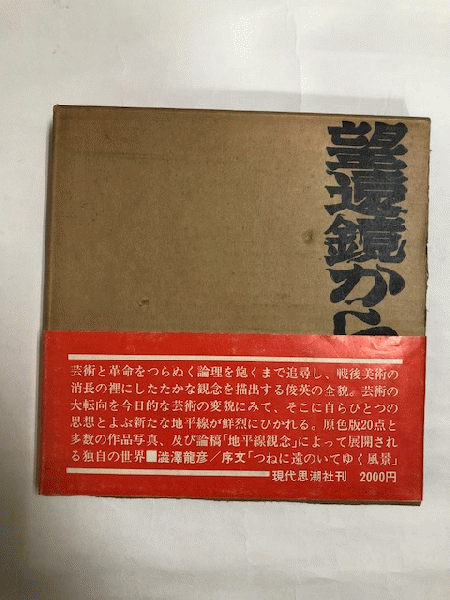 望遠鏡から
芸術と革命をつらぬく論理を飽くまで追尋し、戦後美術の
消長の裡にしたたかな観念を描出する俊英の全貌。芸術の
大転向を今日的な芸術の変貌にみて、そこに自らひとつの
思想とよぶ新たな地平線が鮮烈にひかれる。原色版20点と
多数の作品写真、及び論稿「地平線観念」によって展開され
る独自の世界■澁澤龍彦／序文「つねに遠のいてゆく風景」
現代思潮社刊 2000円